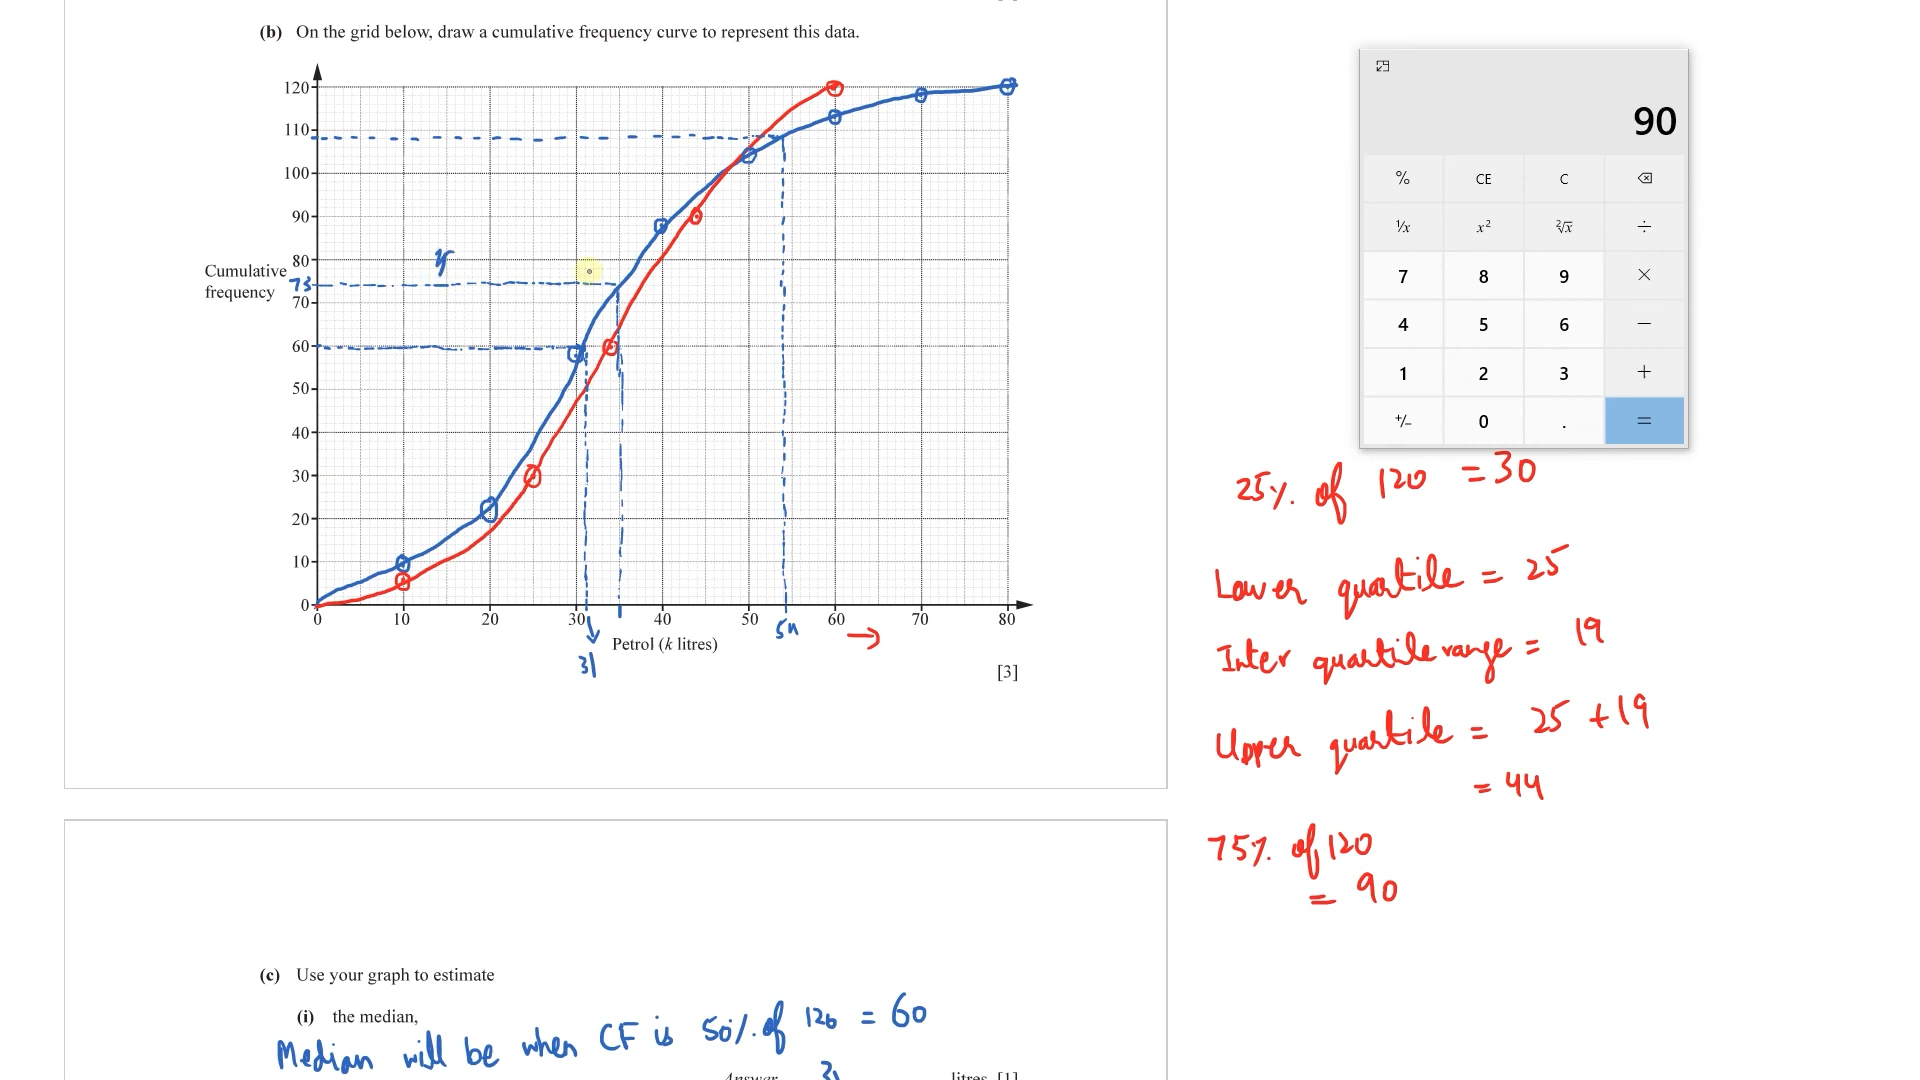 (b) On the grid below, draw a cumulative frequency curve to represent this data.
120
110
100
90
80
Cumulative
frequency
73
70
60
50
40
30
20
10
0
0 10 20 30 40 50 60 70 80
54
Petrol (k litres)
31
[3]
90
% CE C
1/x x² ²√x ÷
7 8 9 ×
4 5 6 −
1 2 3 +
+/− 0 . =
25% of 120 = 30
Lower quartile = 25
Inter quartile range = 19
Upper quartile = 25 + 19
= 44
75% of 120
= 90
(c) Use your graph to estimate
(i) the median,
Median will be when CF is 50% of 120 = 60
Answer 31 litres [1]